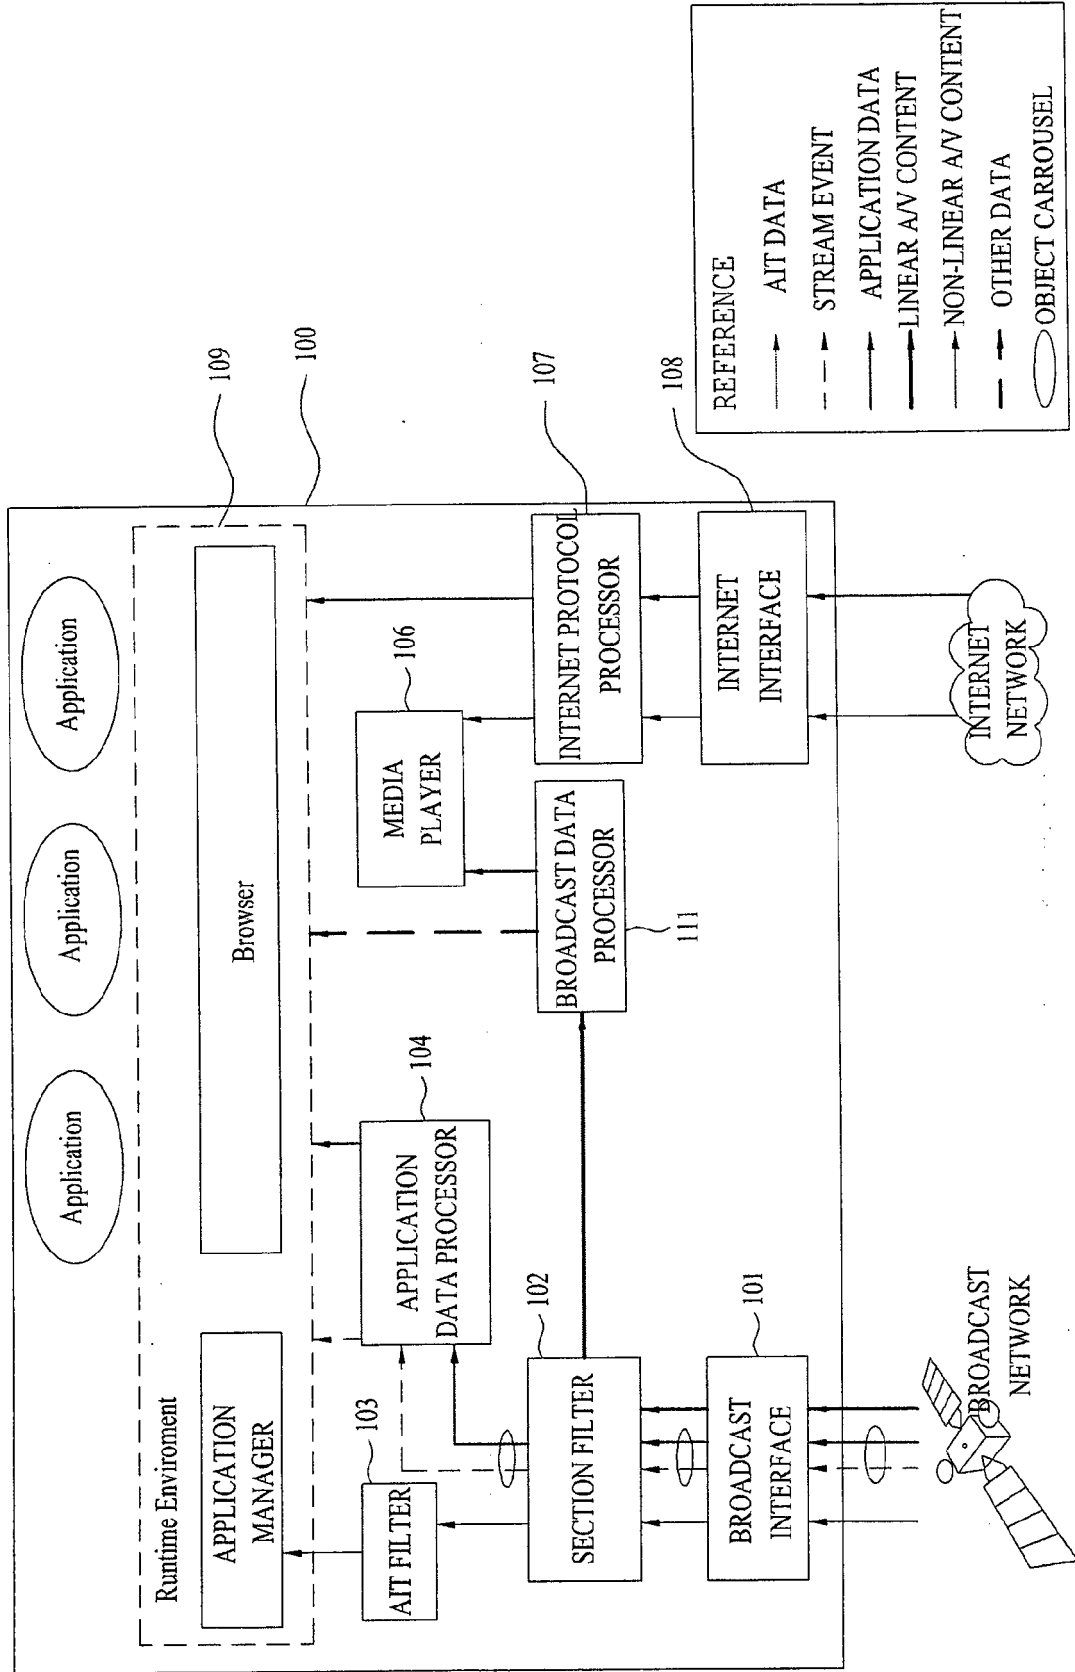 Application
Application
Application
109
100
Runtime Enviroment
APPLICATION
MANAGER
Browser
103
AIT FILTER
104
APPLICATION
DATA PROCESSOR
106
MEDIA
PLAYER
107
INTERNET PROTOCOL
PROCESSOR
102
SECTION FILTER
BROADCAST DATA
PROCESSOR
111
108
INTERNET
INTERFACE
101
BROADCAST
INTERFACE
BROADCAST
NETWORK
INTERNET
NETWORK
REFERENCE
AIT DATA
STREAM EVENT
APPLICATION DATA
LINEAR A/V CONTENT
NON-LINEAR A/V CONTENT
OTHER DATA
OBJECT CARROUSEL